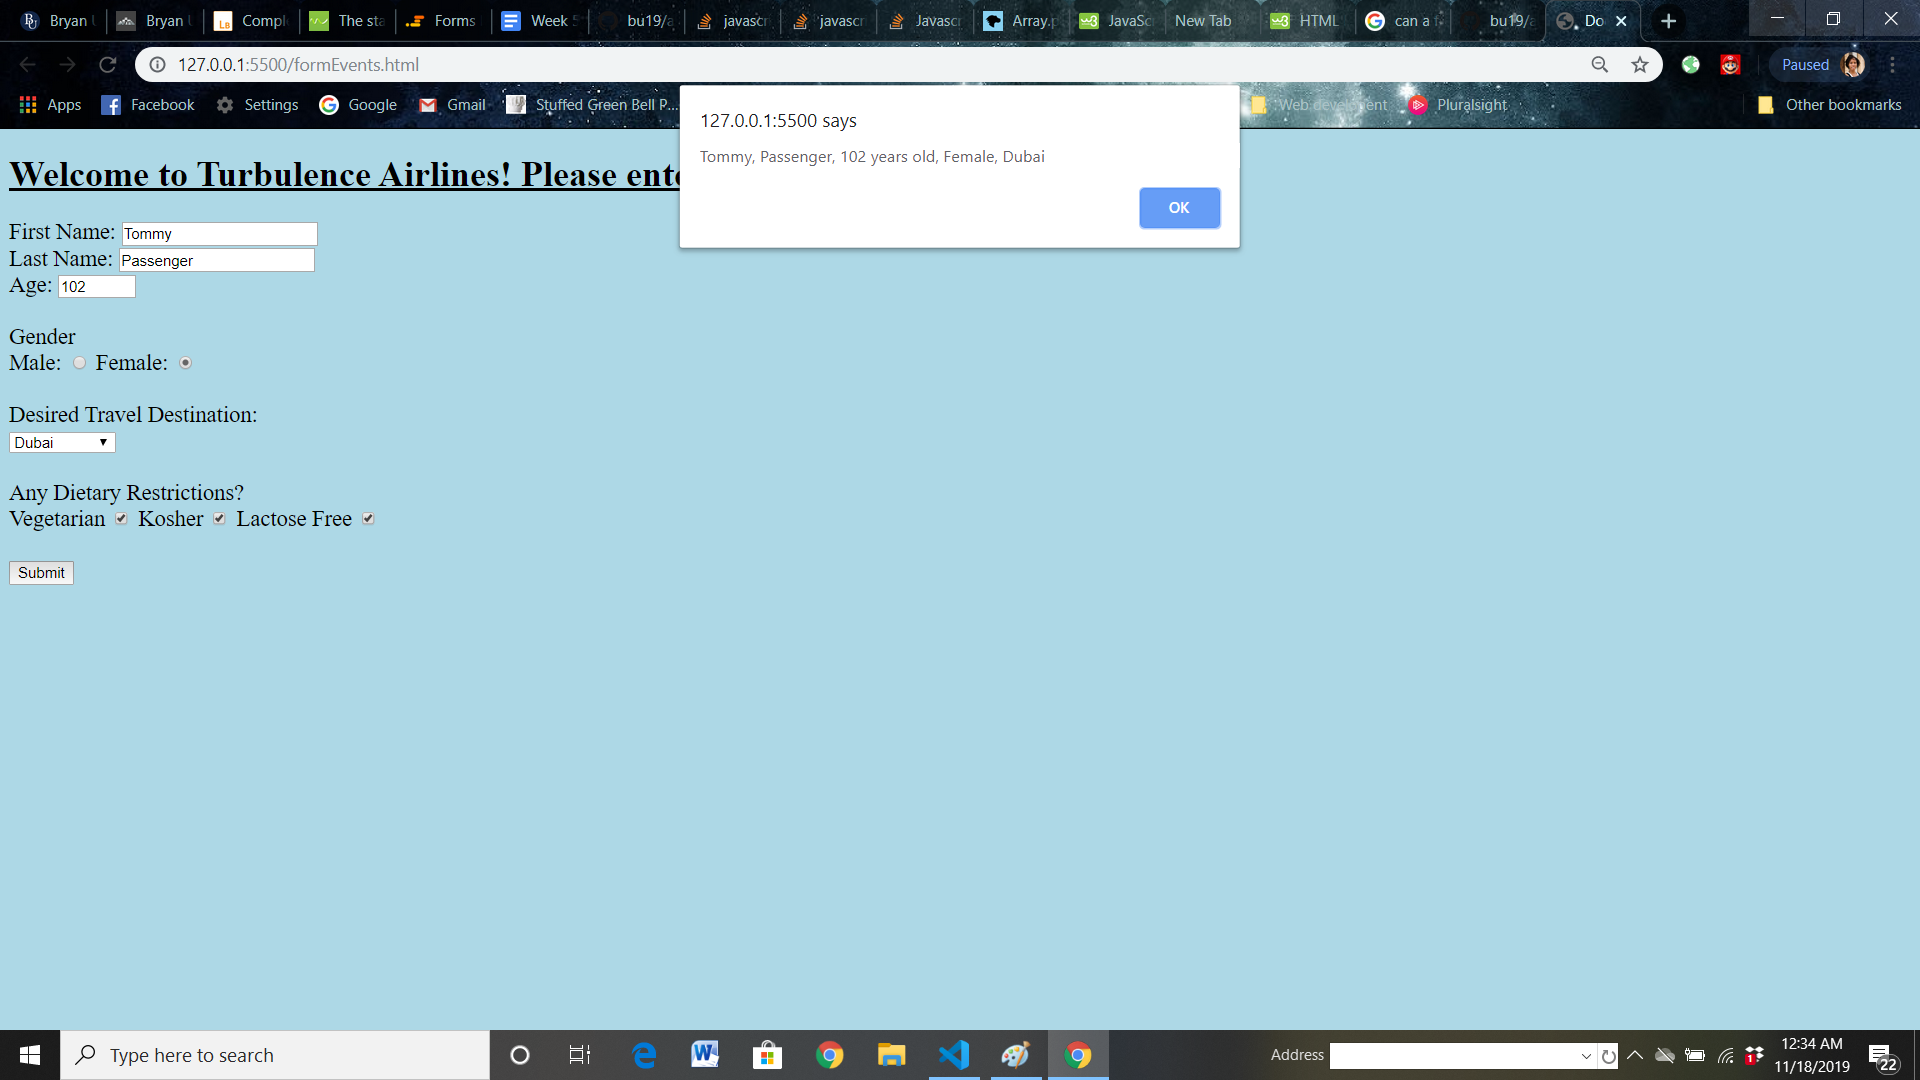 Bryan
Bryan
Comple
The sta
Forms
Week 5
bu19/a
javascr
javascr
Javascr
Array.p
JavaScr
New Tab
HTML
can a f
bu19/a
Do
127.0.0.1:5500/formEvents.html
Paused
Apps
Facebook
Settings
Google
Gmail
Stuffed Green Bell P...
Web develpment
Pluralsight
Other bookmarks
127.0.0.1:5500 says
Tommy, Passenger, 102 years old, Female, Dubai
OK
Welcome to Turbulence Airlines! Please ente
First Name: Tommy
Last Name: Passenger
Age: 102
Gender
Male: Female:
Desired Travel Destination:
Dubai
Any Dietary Restrictions?
Vegetarian Kosher Lactose Free
Submit
Type here to search
Address
12:34 AM
11/18/2019
22